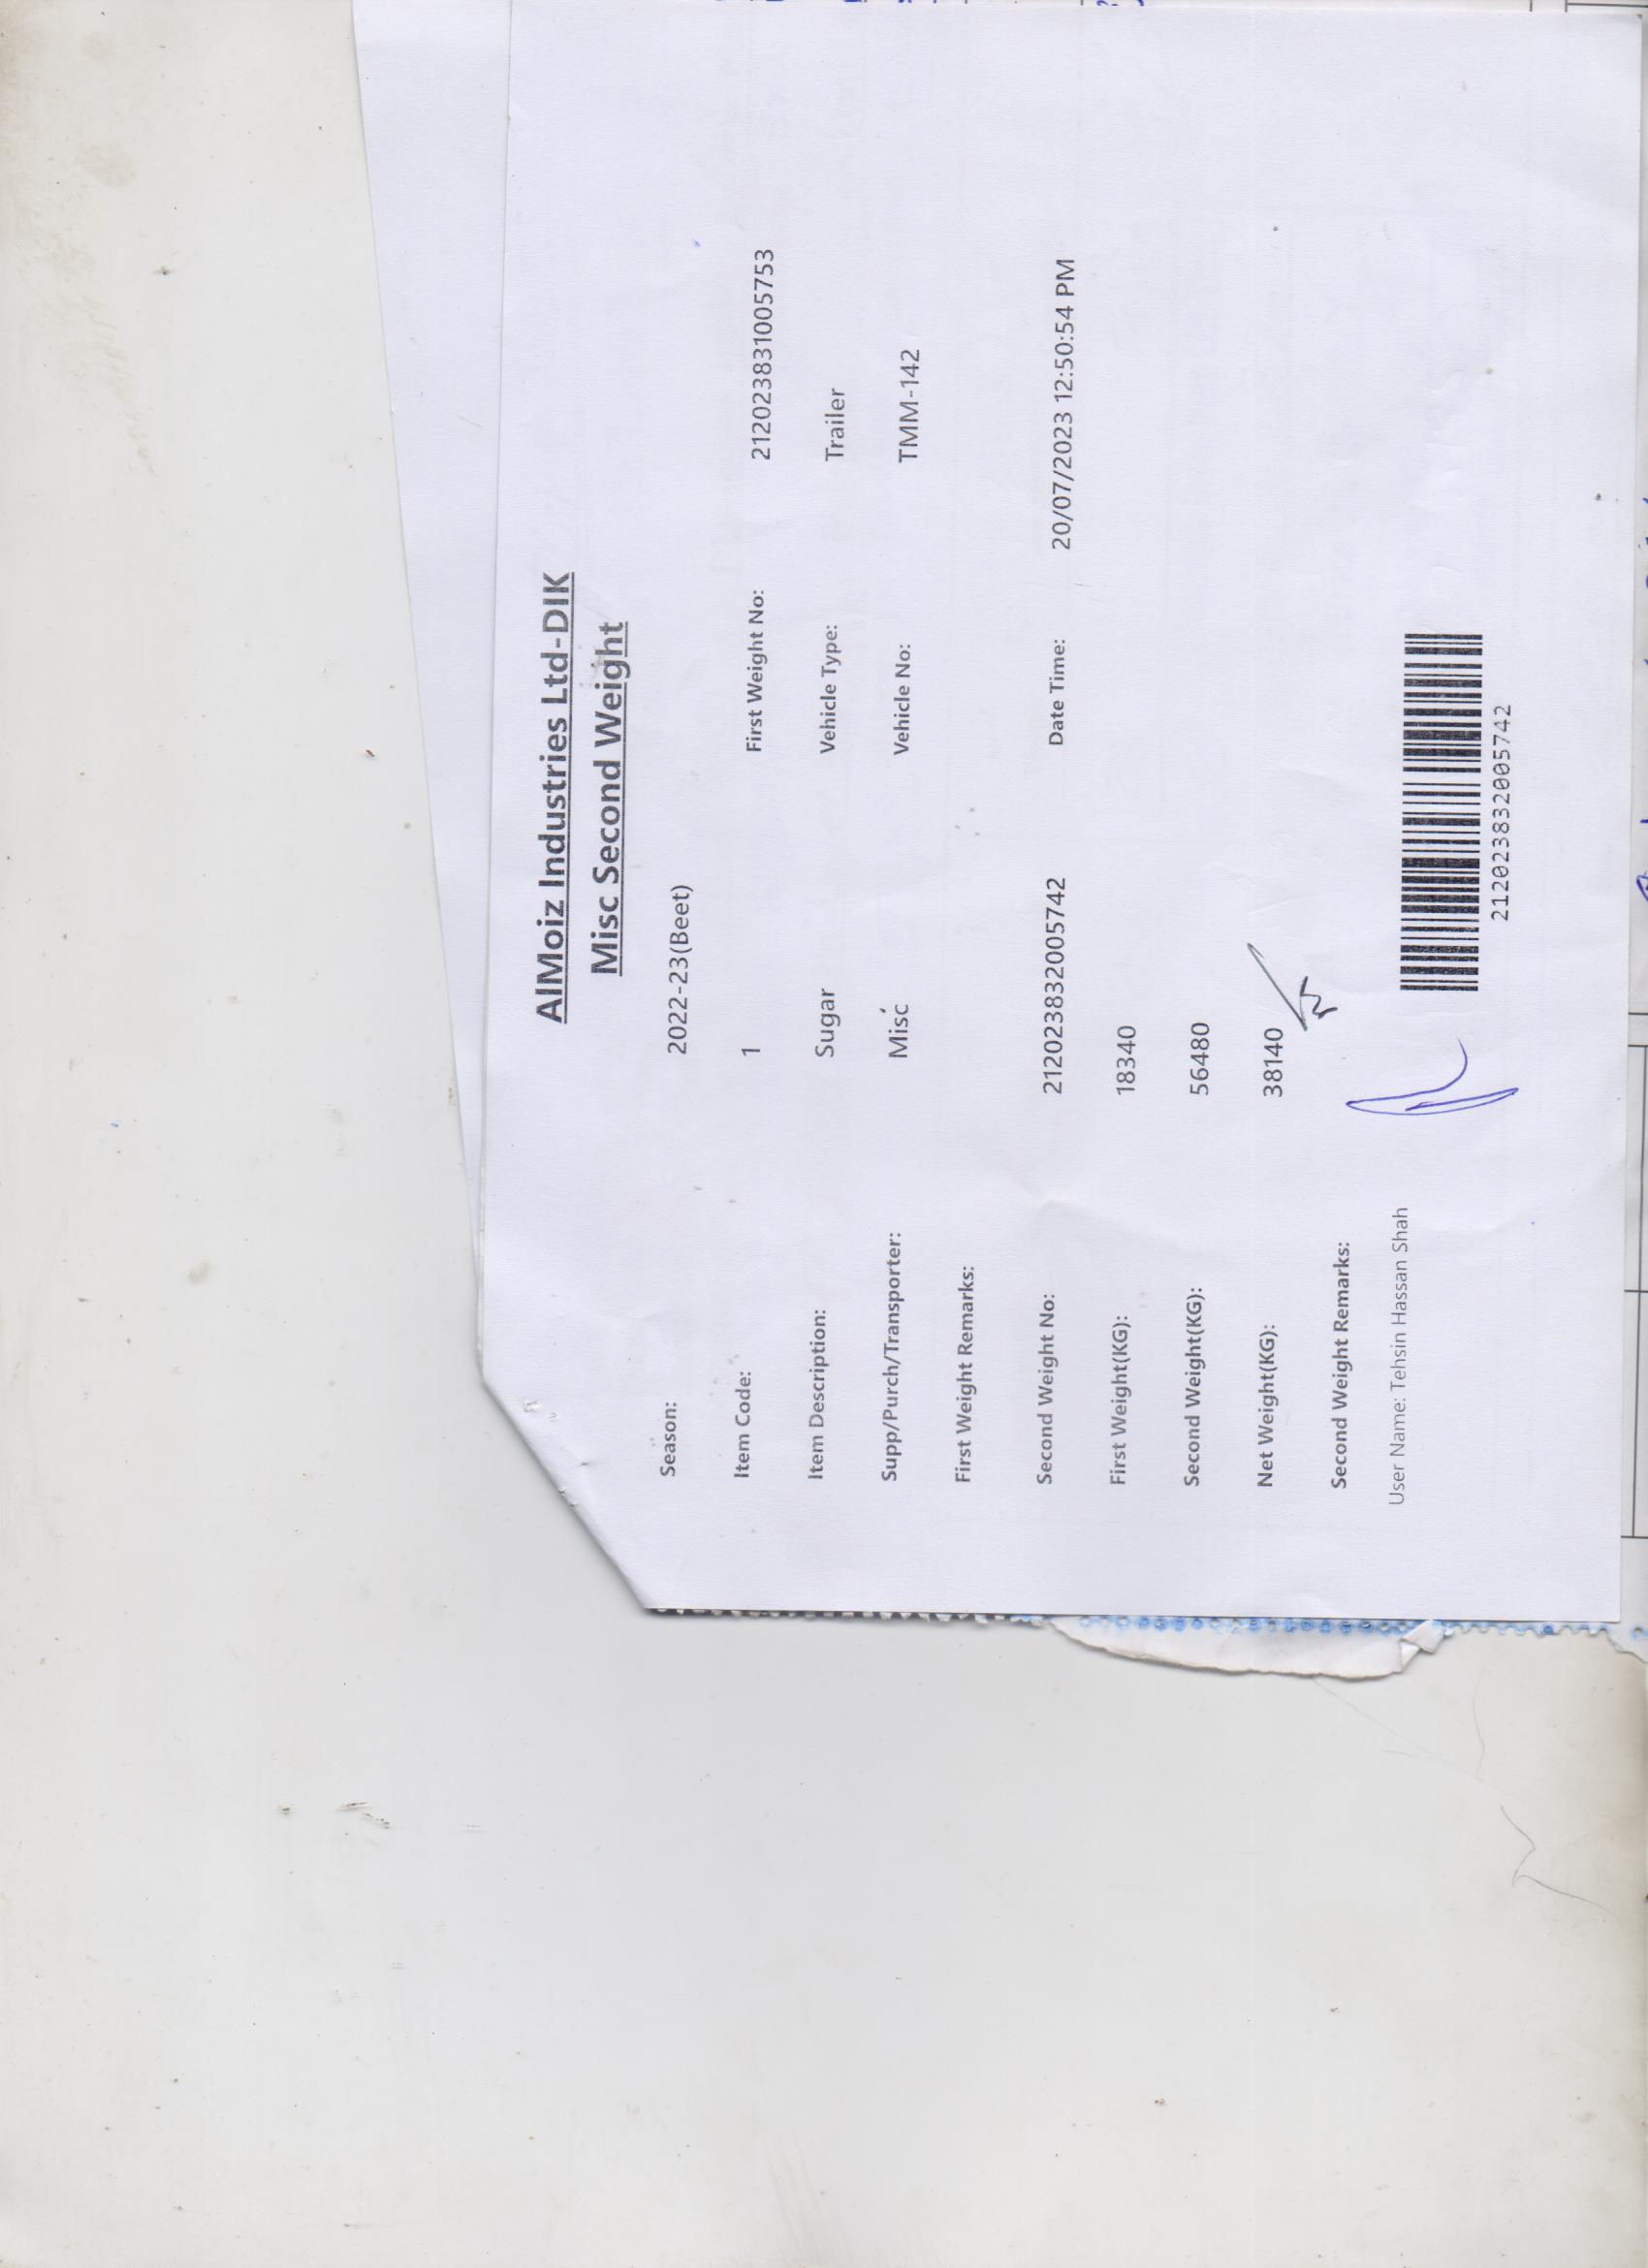 AlMoiz Industries Ltd-DIK
Misc Second Weight
Season: 2022-23(Beet)
Item Code: 1 First Weight No: 2120238310057​53
Item Description: Sugar Vehicle Type: Trailer
Supp/Purch/Transporter: Misc Vehicle No: TMM-142
First Weight Remarks:
Second Weight No: 212023832005742 Date Time: 20/07/2023 12:50:54 PM
First Weight(KG): 18340
Second Weight(KG): 56480
Net Weight(KG): 38140
Second Weight Remarks:
User Name: Tehsin Hassan Shah
212023832005742